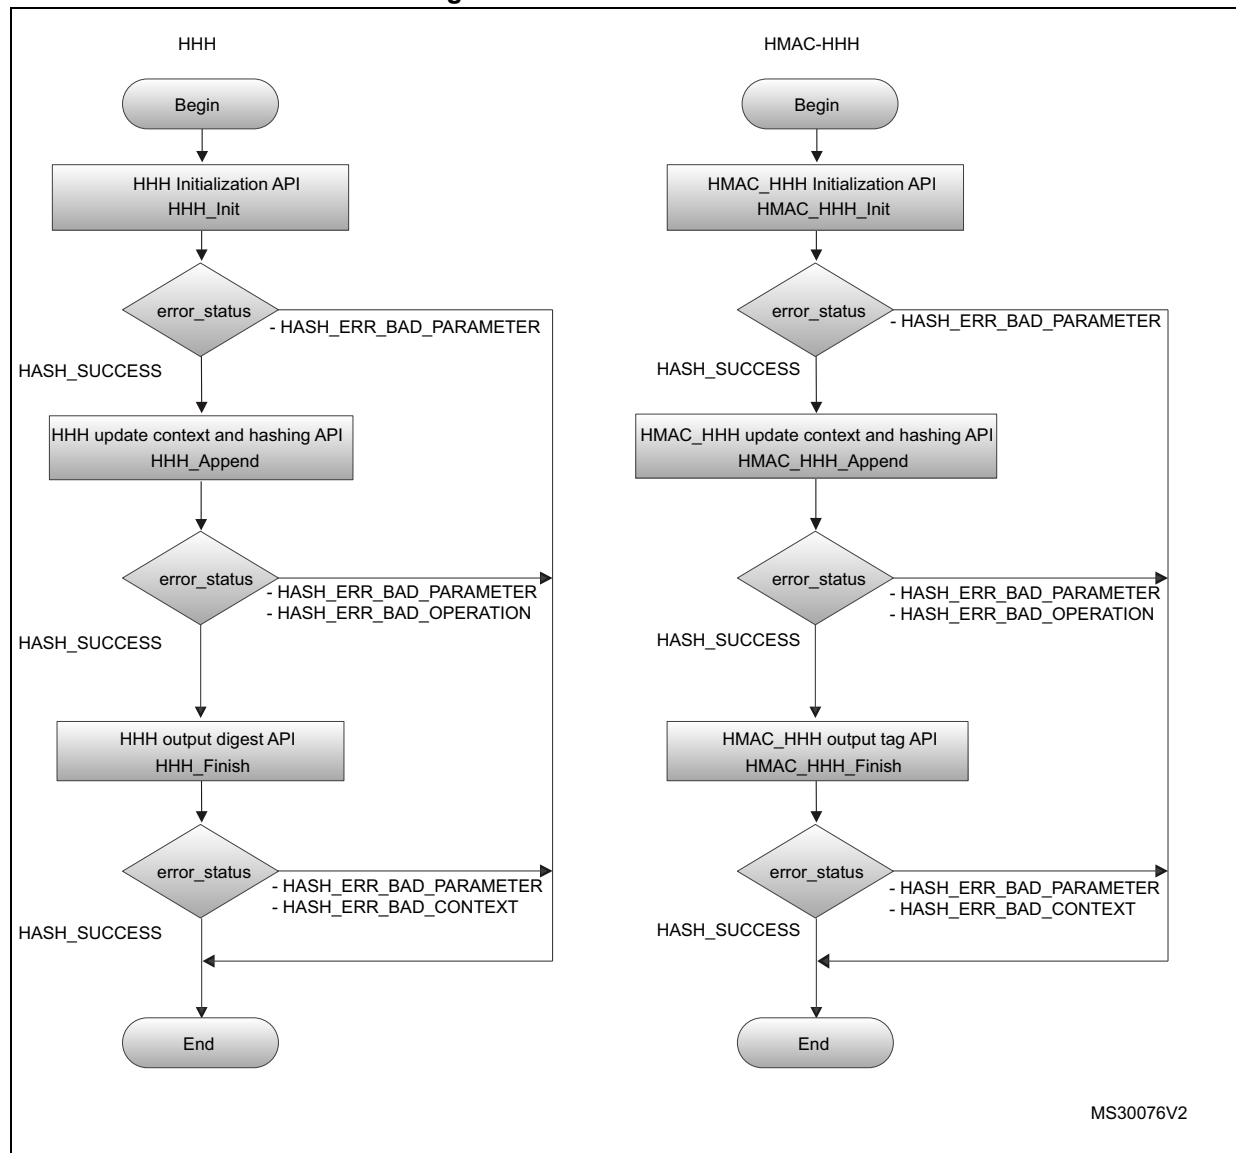 HHH
Begin
HHH Initialization API
HHH_Init
error_status
- HASH_ERR_BAD_PARAMETER
HASH_SUCCESS
HHH update context and hashing API
HHH_Append
error_status
- HASH_ERR_BAD_PARAMETER
- HASH_ERR_BAD_OPERATION
HASH_SUCCESS
HHH output digest API
HHH_Finish
error_status
- HASH_ERR_BAD_PARAMETER
- HASH_ERR_BAD_CONTEXT
HASH_SUCCESS
End
HMAC-HHH
Begin
HMAC_HHH Initialization API
HMAC_HHH_Init
error_status
- HASH_ERR_BAD_PARAMETER
HASH_SUCCESS
HMAC_HHH update context and hashing API
HMAC_HHH_Append
error_status
- HASH_ERR_BAD_PARAMETER
- HASH_ERR_BAD_OPERATION
HASH_SUCCESS
HMAC_HHH output tag API
HMAC_HHH_Finish
error_status
- HASH_ERR_BAD_PARAMETER
- HASH_ERR_BAD_CONTEXT
HASH_SUCCESS
End
MS30076V2